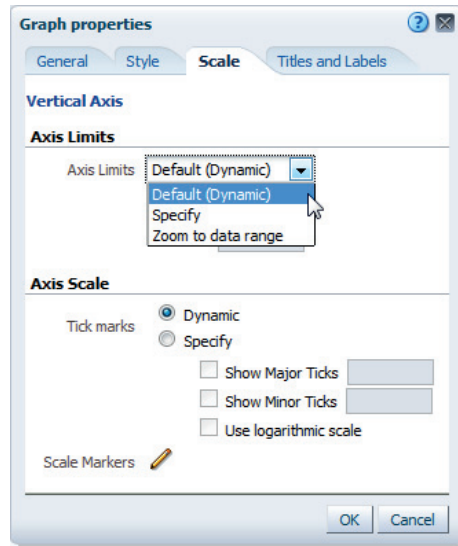 Graph properties
General Style Scale Titles and Labels
Vertical Axis
Axis Limits
Axis Limits Default (Dynamic)
Default (Dynamic)
Specify
Zoom to data range
Axis Scale
Tick marks Dynamic
Specify
Show Major Ticks
Show Minor Ticks
Use logarithmic scale
Scale Markers
OK Cancel